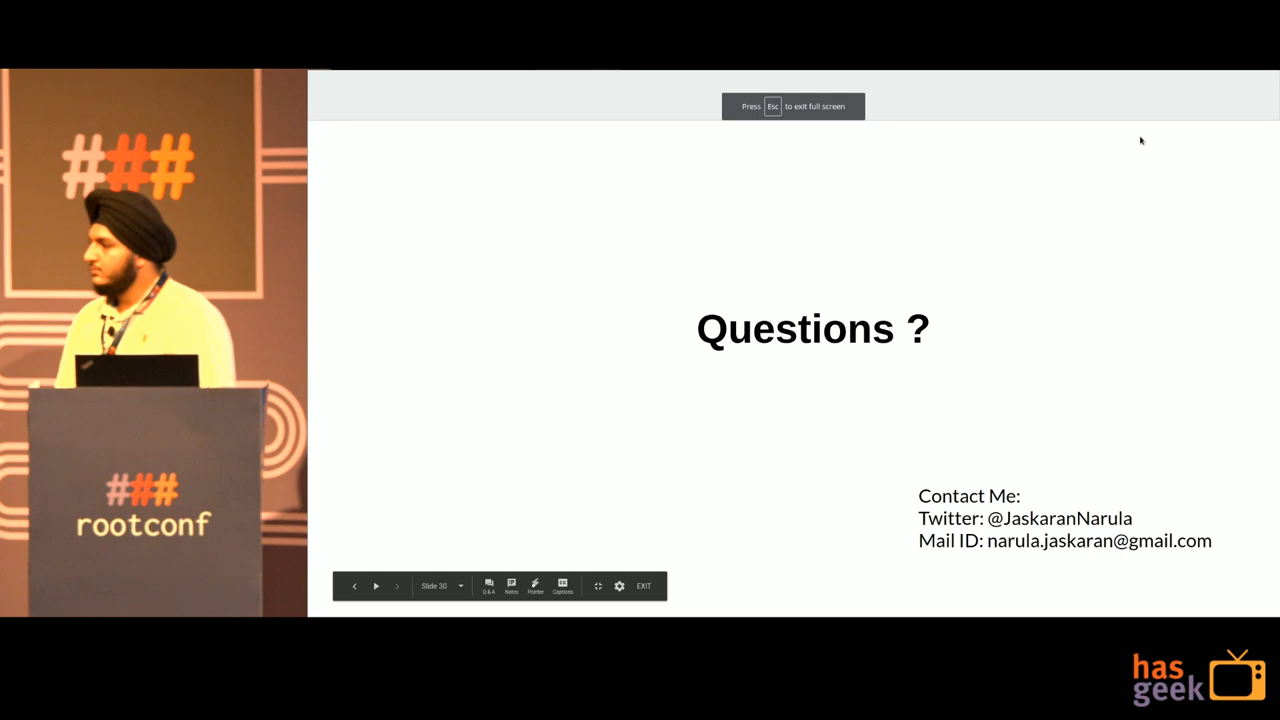 ###
###
rootconf
Press Esc to exit full screen
Questions ?
Contact Me:
Twitter: @JaskaranNarula
Mail ID: narula.jaskaran@gmail.com
Slide 30
Q & A
Notes
Pointer
CC
Captions
EXIT
has
geek